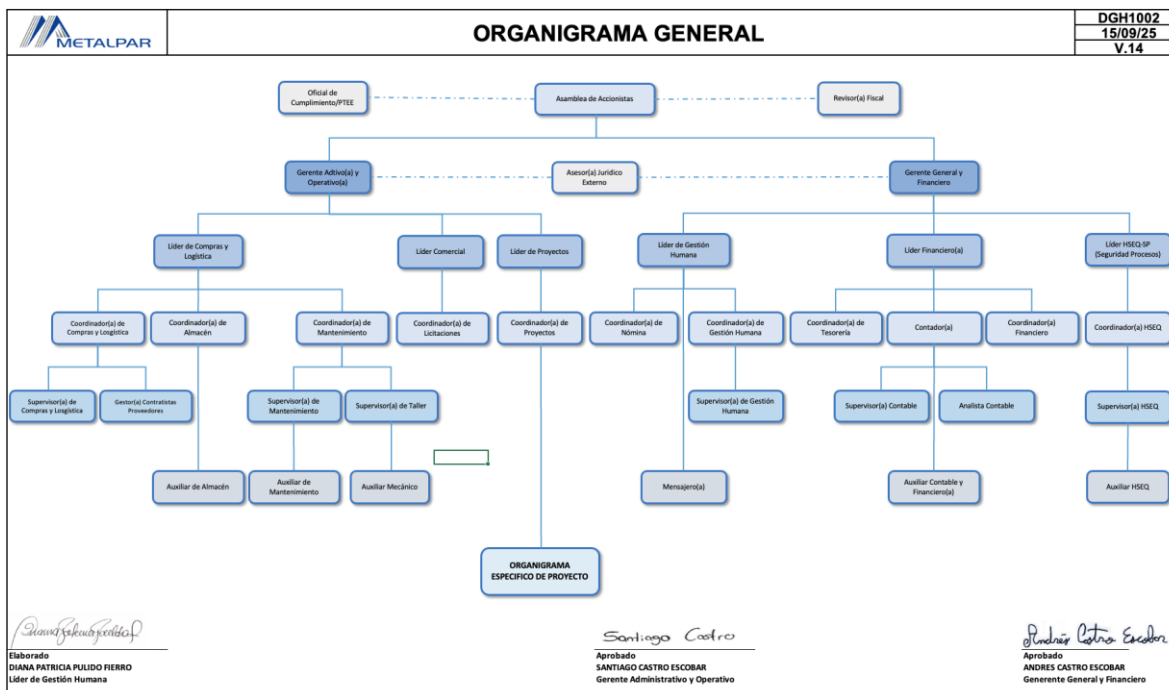 METALPAR
ORGANIGRAMA GENERAL
DGH1002
15/09/25
V.14
Oficial de
Cumplimiento/PTEE
Asamblea de Accionistas
Revisor(a) Fiscal
Gerente Adtivo(a) y
Operativo(a)
Asesor(a) Juridico
Externo
Gerente General y
Financiero
Líder de Compras y
Logística
Líder Comercial
Líder de Proyectos
Líder de Gestión
Humana
Líder Financiero(a)
Líder HSEQ-SP
(Seguridad Procesos)
Coordinador(a) de
Compras y Losgística
Coordinador(a) de
Almacén
Coordinador(a) de
Mantenimiento
Coordinador(a) de
Licitaciones
Coordinador(a) de
Proyectos
Coordinador(a) de
Nómina
Coordinador(a) de
Gestión Humana
Coordinador(a) de
Tesorería
Contador(a)
Coordinador(a)
Financiero
Coordinador(a) HSEQ
Supervisor(a) de
Compras y Losgística
Gestor(a) Contratistas
Proveedores
Supervisor(a) de
Mantenimiento
Supervisor(a) de Taller
Supervisor(a) de Gestión
Humana
Supervisor(a) Contable
Analista Contable
Supervisor(a) HSEQ
Auxiliar de Almacén
Auxiliar de
Mantenimiento
Auxiliar Mecánico
Mensajero(a)
Auxiliar Contable y
Financiero(a)
Auxiliar HSEQ
ORGANIGRAMA
ESPECIFICO DE PROYECTO
Elaborado
DIANA PATRICIA PULIDO FIERRO
Líder de Gestión Humana
Santiago Castro
Aprobado
SANTIAGO CASTRO ESCOBAR
Gerente Administrativo y Operativo
Andrés Castro Escobar
Aprobado
ANDRES CASTRO ESCOBAR
Generente General y Financiero